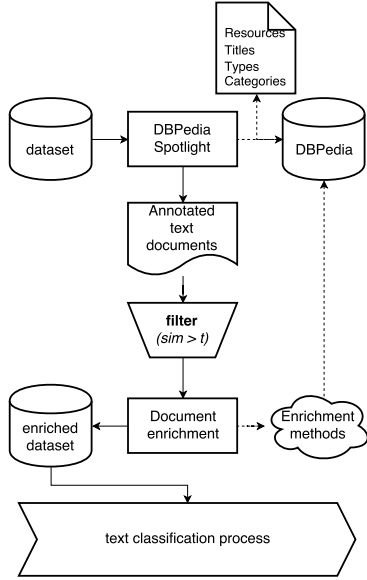 Resources
Titles
Types
Categories
dataset
DBPedia
Spotlight
DBPedia
Annotated
text
documents
filter
(sim > t)
enriched
dataset
Document
enrichment
Enrichment
methods
text classification process